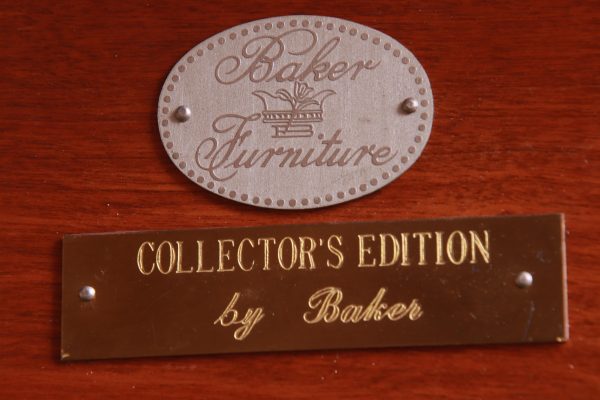 Baker
Furniture
COLLECTOR'S EDITION
by Baker